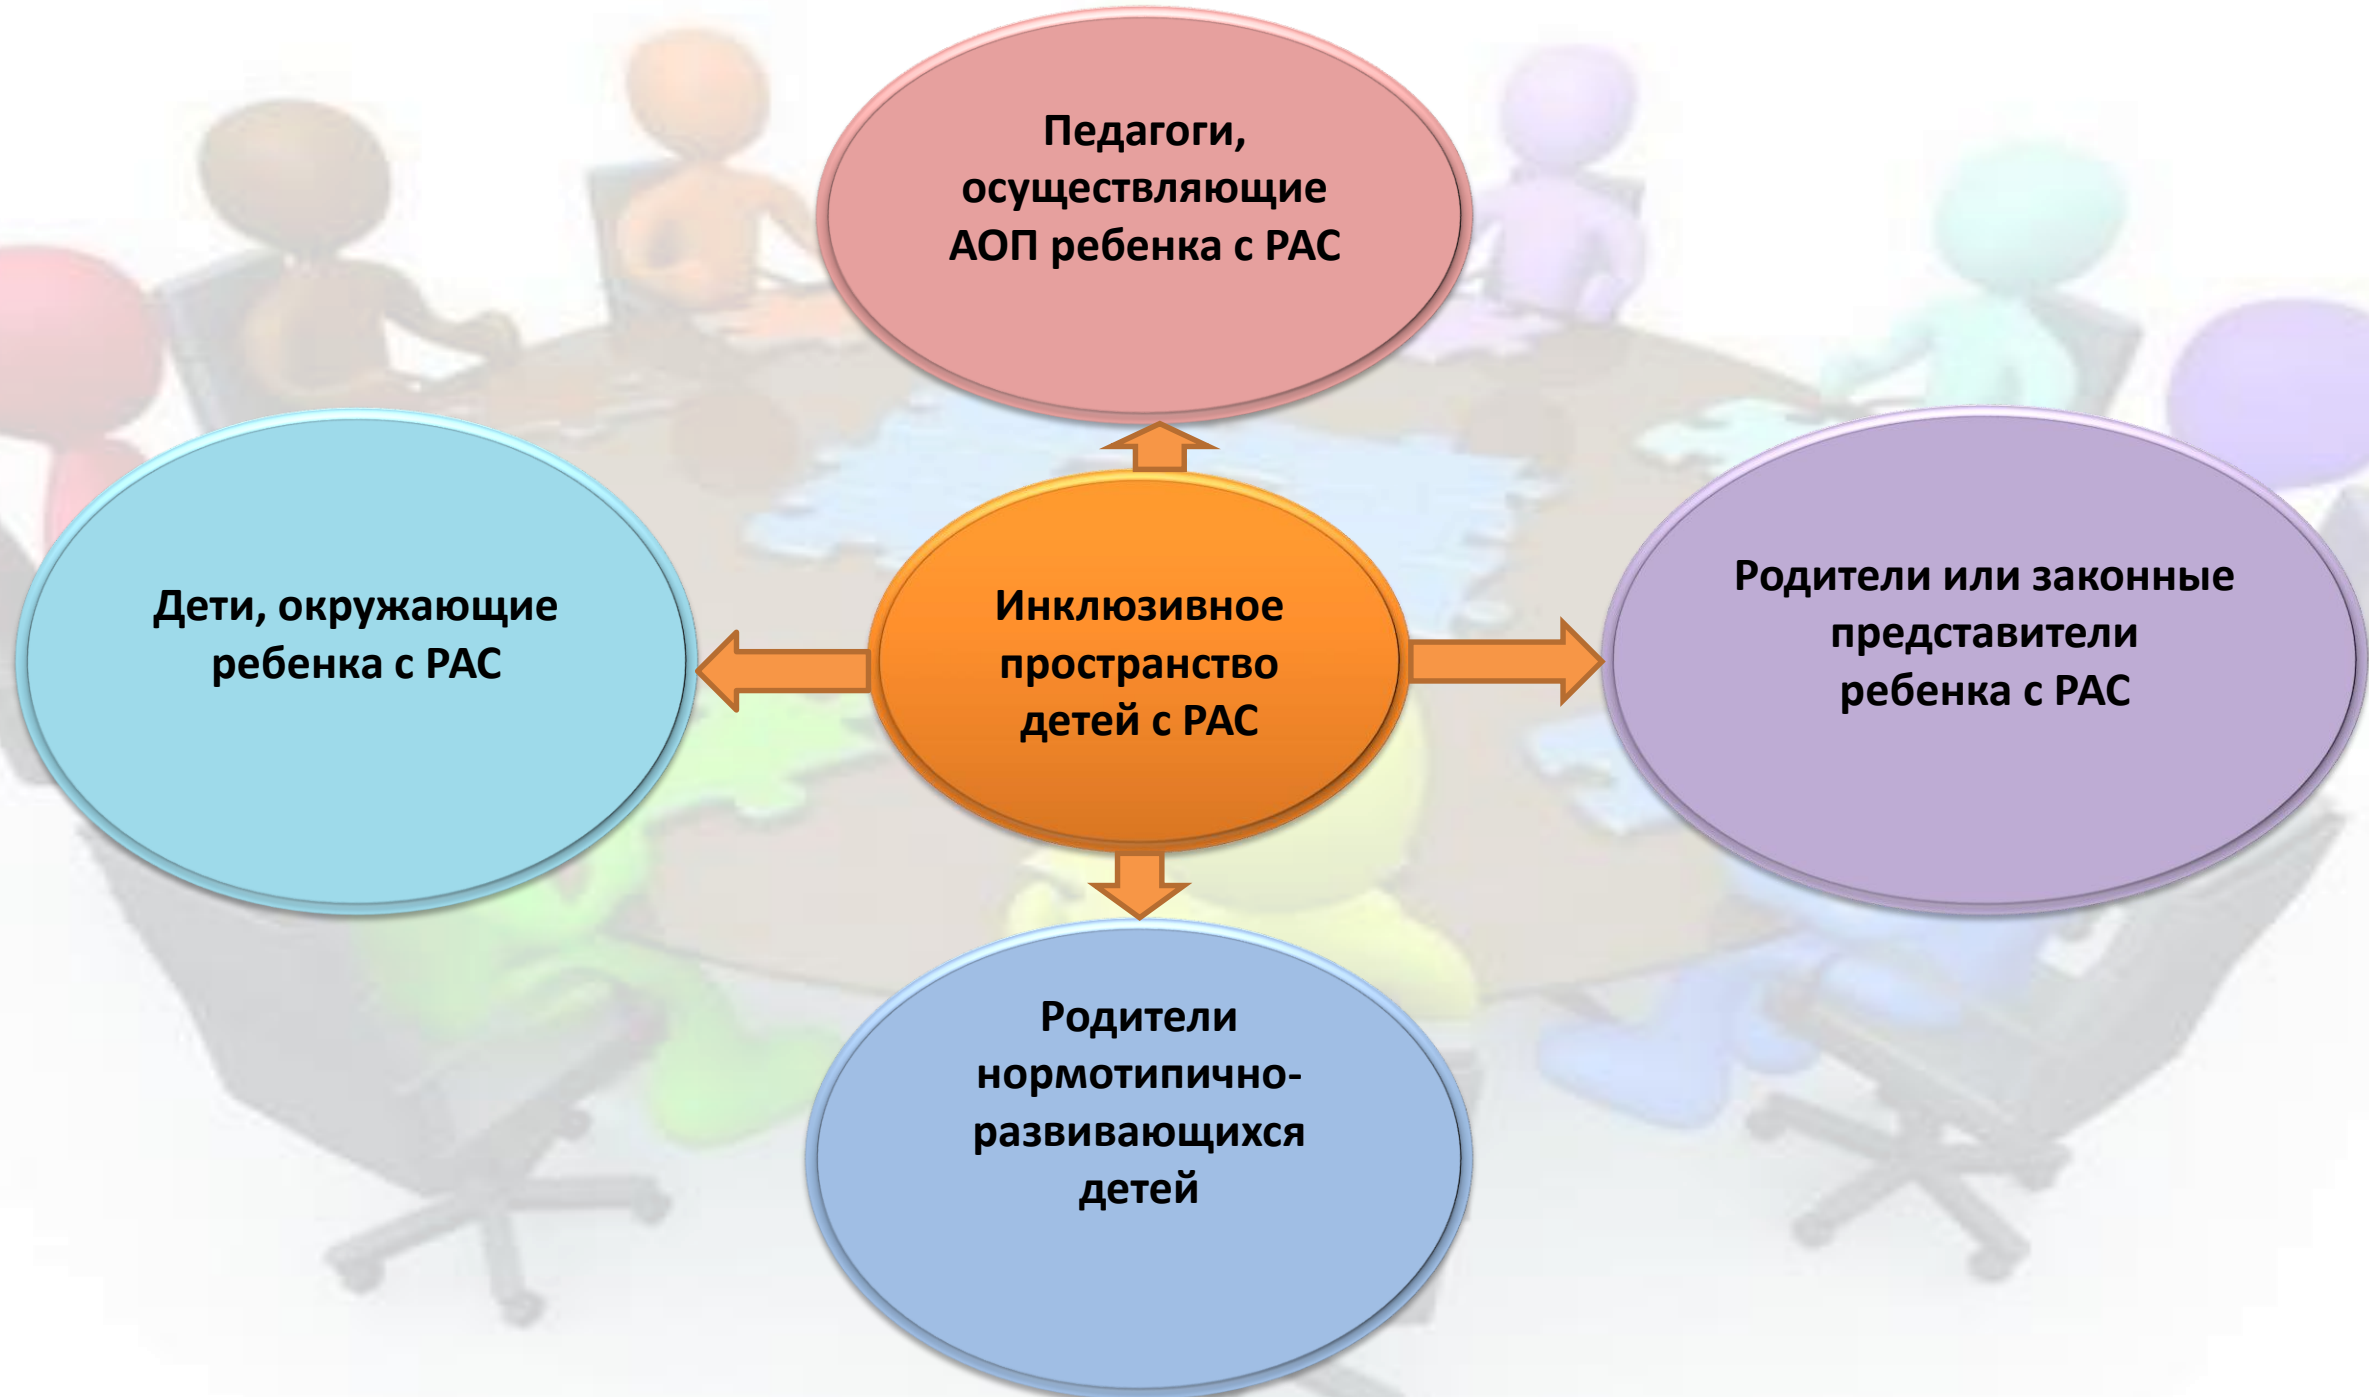 Педагоги,
осуществляющие
АОП ребенка с РАС
Дети, окружающие
ребенка с РАС
Инклюзивное
пространство
детей с РАС
Родители или законные
представители
ребенка с РАС
Родители
нормотипично-
развивающихся
детей